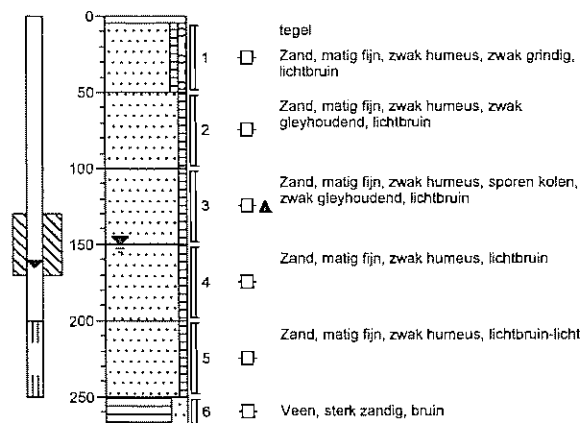 0
tegel
1
Zand, matig fijn, zwak humeus, zwak grindig,
lichtbruin
50
2
Zand, matig fijn, zwak humeus, zwak
gleyhoudend, lichtbruin
100
3
Zand, matig fijn, zwak humeus, sporen kolen,
zwak gleyhoudend, lichtbruin
150
4
Zand, matig fijn, zwak humeus, lichtbruin
200
5
Zand, matig fijn, zwak humeus, lichtbruin-licht
250
6
Veen, sterk zandig, bruin